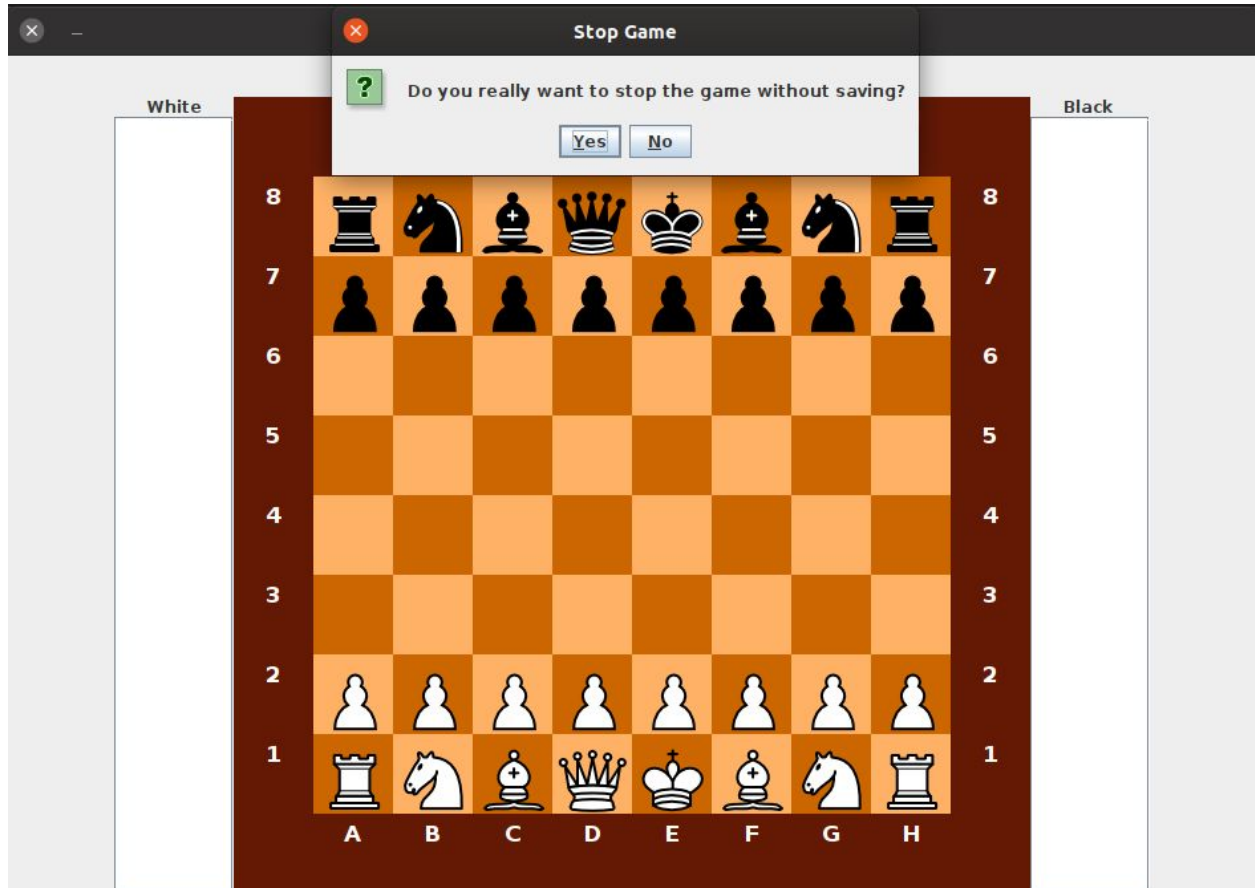 Stop Game
Do you really want to stop the game without saving?
Yes No
White Black
8 8
7 7
6 6
5 5
4 4
3 3
2 2
1 1
A B C D E F G H